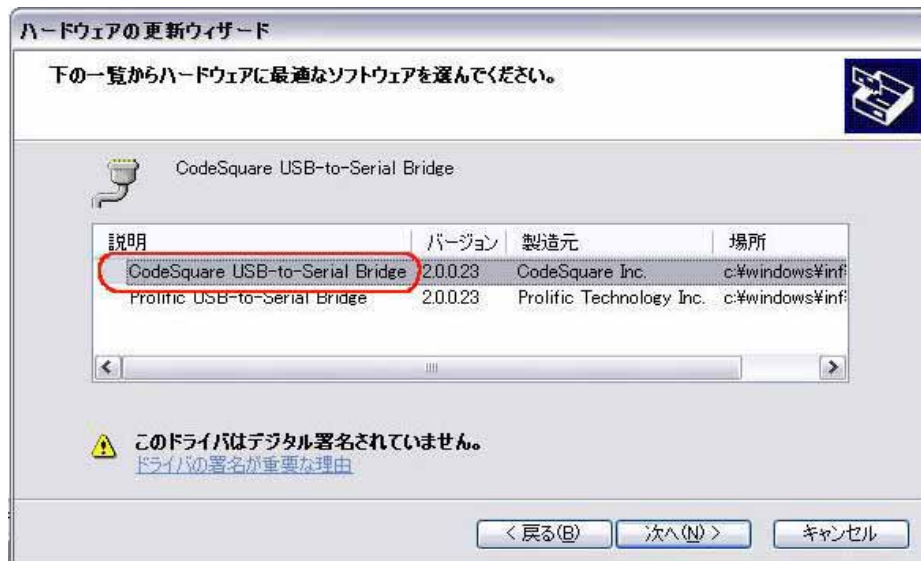 ハードウェアの更新ウィザード
下の一覧からハードウェアに最適なソフトウェアを選んでください。
CodeSquare USB-to-Serial Bridge
説明 バージョン 製造元 場所
CodeSquare USB-to-Serial Bridge 2.0.0.23 CodeSquare Inc. c:¥windows¥inf
Prolific USB-to-Serial Bridge 2.0.0.23 Prolific Technology Inc. c:¥windows¥inf
このドライバはデジタル署名されていません。
ドライバの署名が重要な理由
< 戻る(B) 次へ(N) > キャンセル